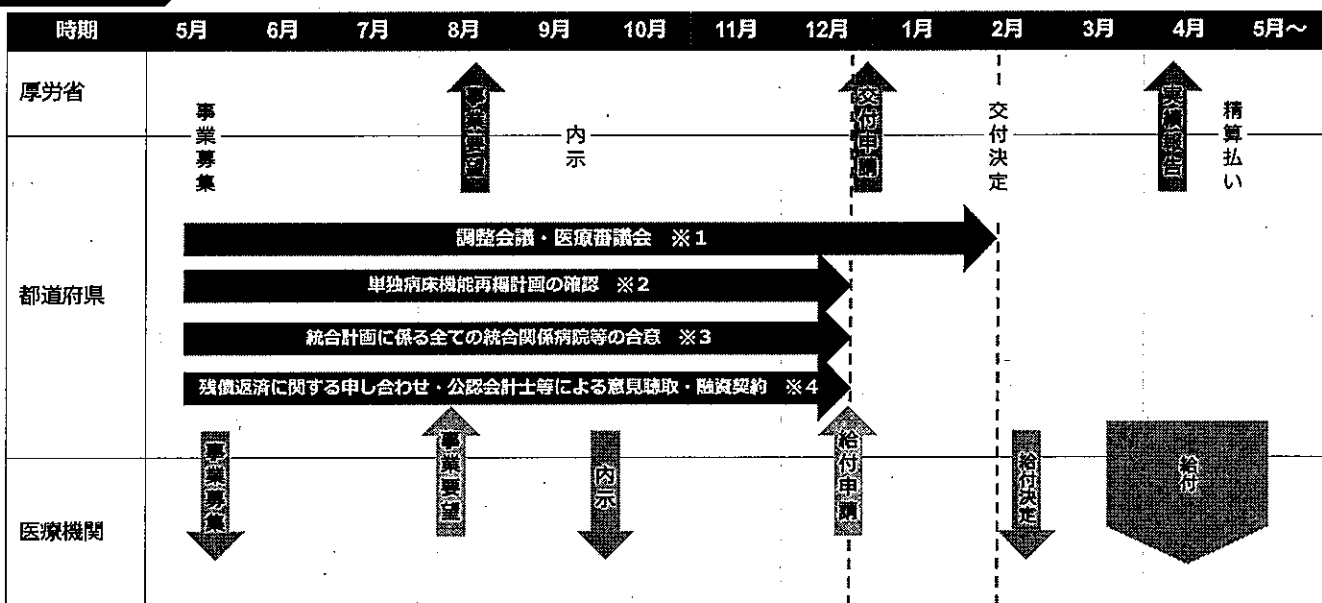 時期 5月 6月 7月 8月 9月 10月 11月 12月 1月 2月 3月 4月 5月～
厚労省
事業募集
事業要望
内示
交付申請
交付決定
実績報告
精算払い
都道府県
調整会議・医療審議会 ※1
単独病床機能再編計画の確認 ※2
統合計画に係る全ての統合関係病院等の合意 ※3
残債返済に関する申し合わせ・公認会計士等による意見聴取・融資契約 ※4
医療機関
事業募集
事業要望
内示
給付申請
給付決定
給付